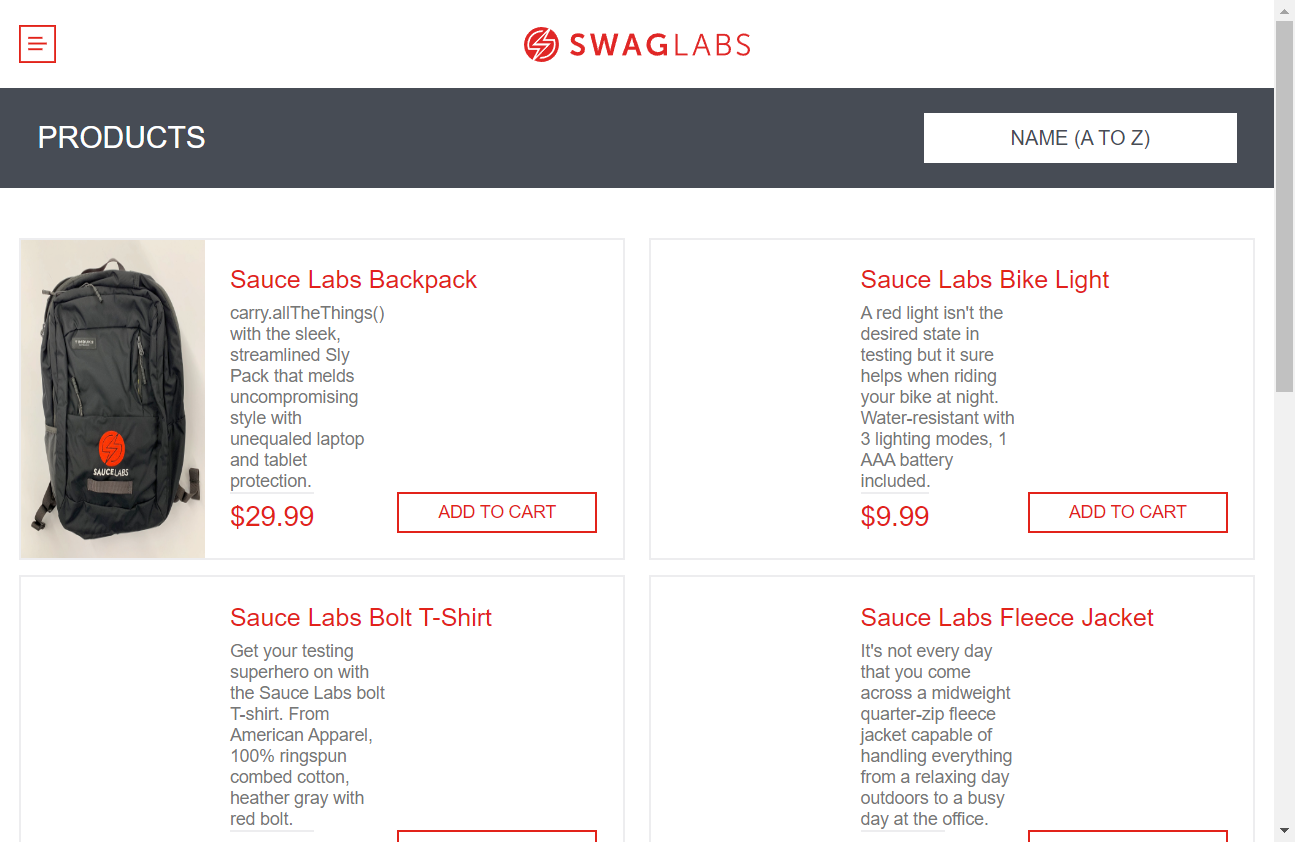 SWAGLABS
PRODUCTS
NAME (A TO Z)
Sauce Labs Backpack
carry.allTheThings()
with the sleek,
streamlined Sly
Pack that melds
uncompromising
style with
unequaled laptop
and tablet
protection.
$29.99
ADD TO CART
SAUCELABS
Sauce Labs Bike Light
A red light isn't the
desired state in
testing but it sure
helps when riding
your bike at night.
Water-resistant with
3 lighting modes, 1
AAA battery
included.
$9.99
ADD TO CART
Sauce Labs Bolt T-Shirt
Get your testing
superhero on with
the Sauce Labs bolt
T-shirt. From
American Apparel,
100% ringspun
combed cotton,
heather gray with
red bolt.
Sauce Labs Fleece Jacket
It's not every day
that you come
across a midweight
quarter-zip fleece
jacket capable of
handling everything
from a relaxing day
outdoors to a busy
day at the office.